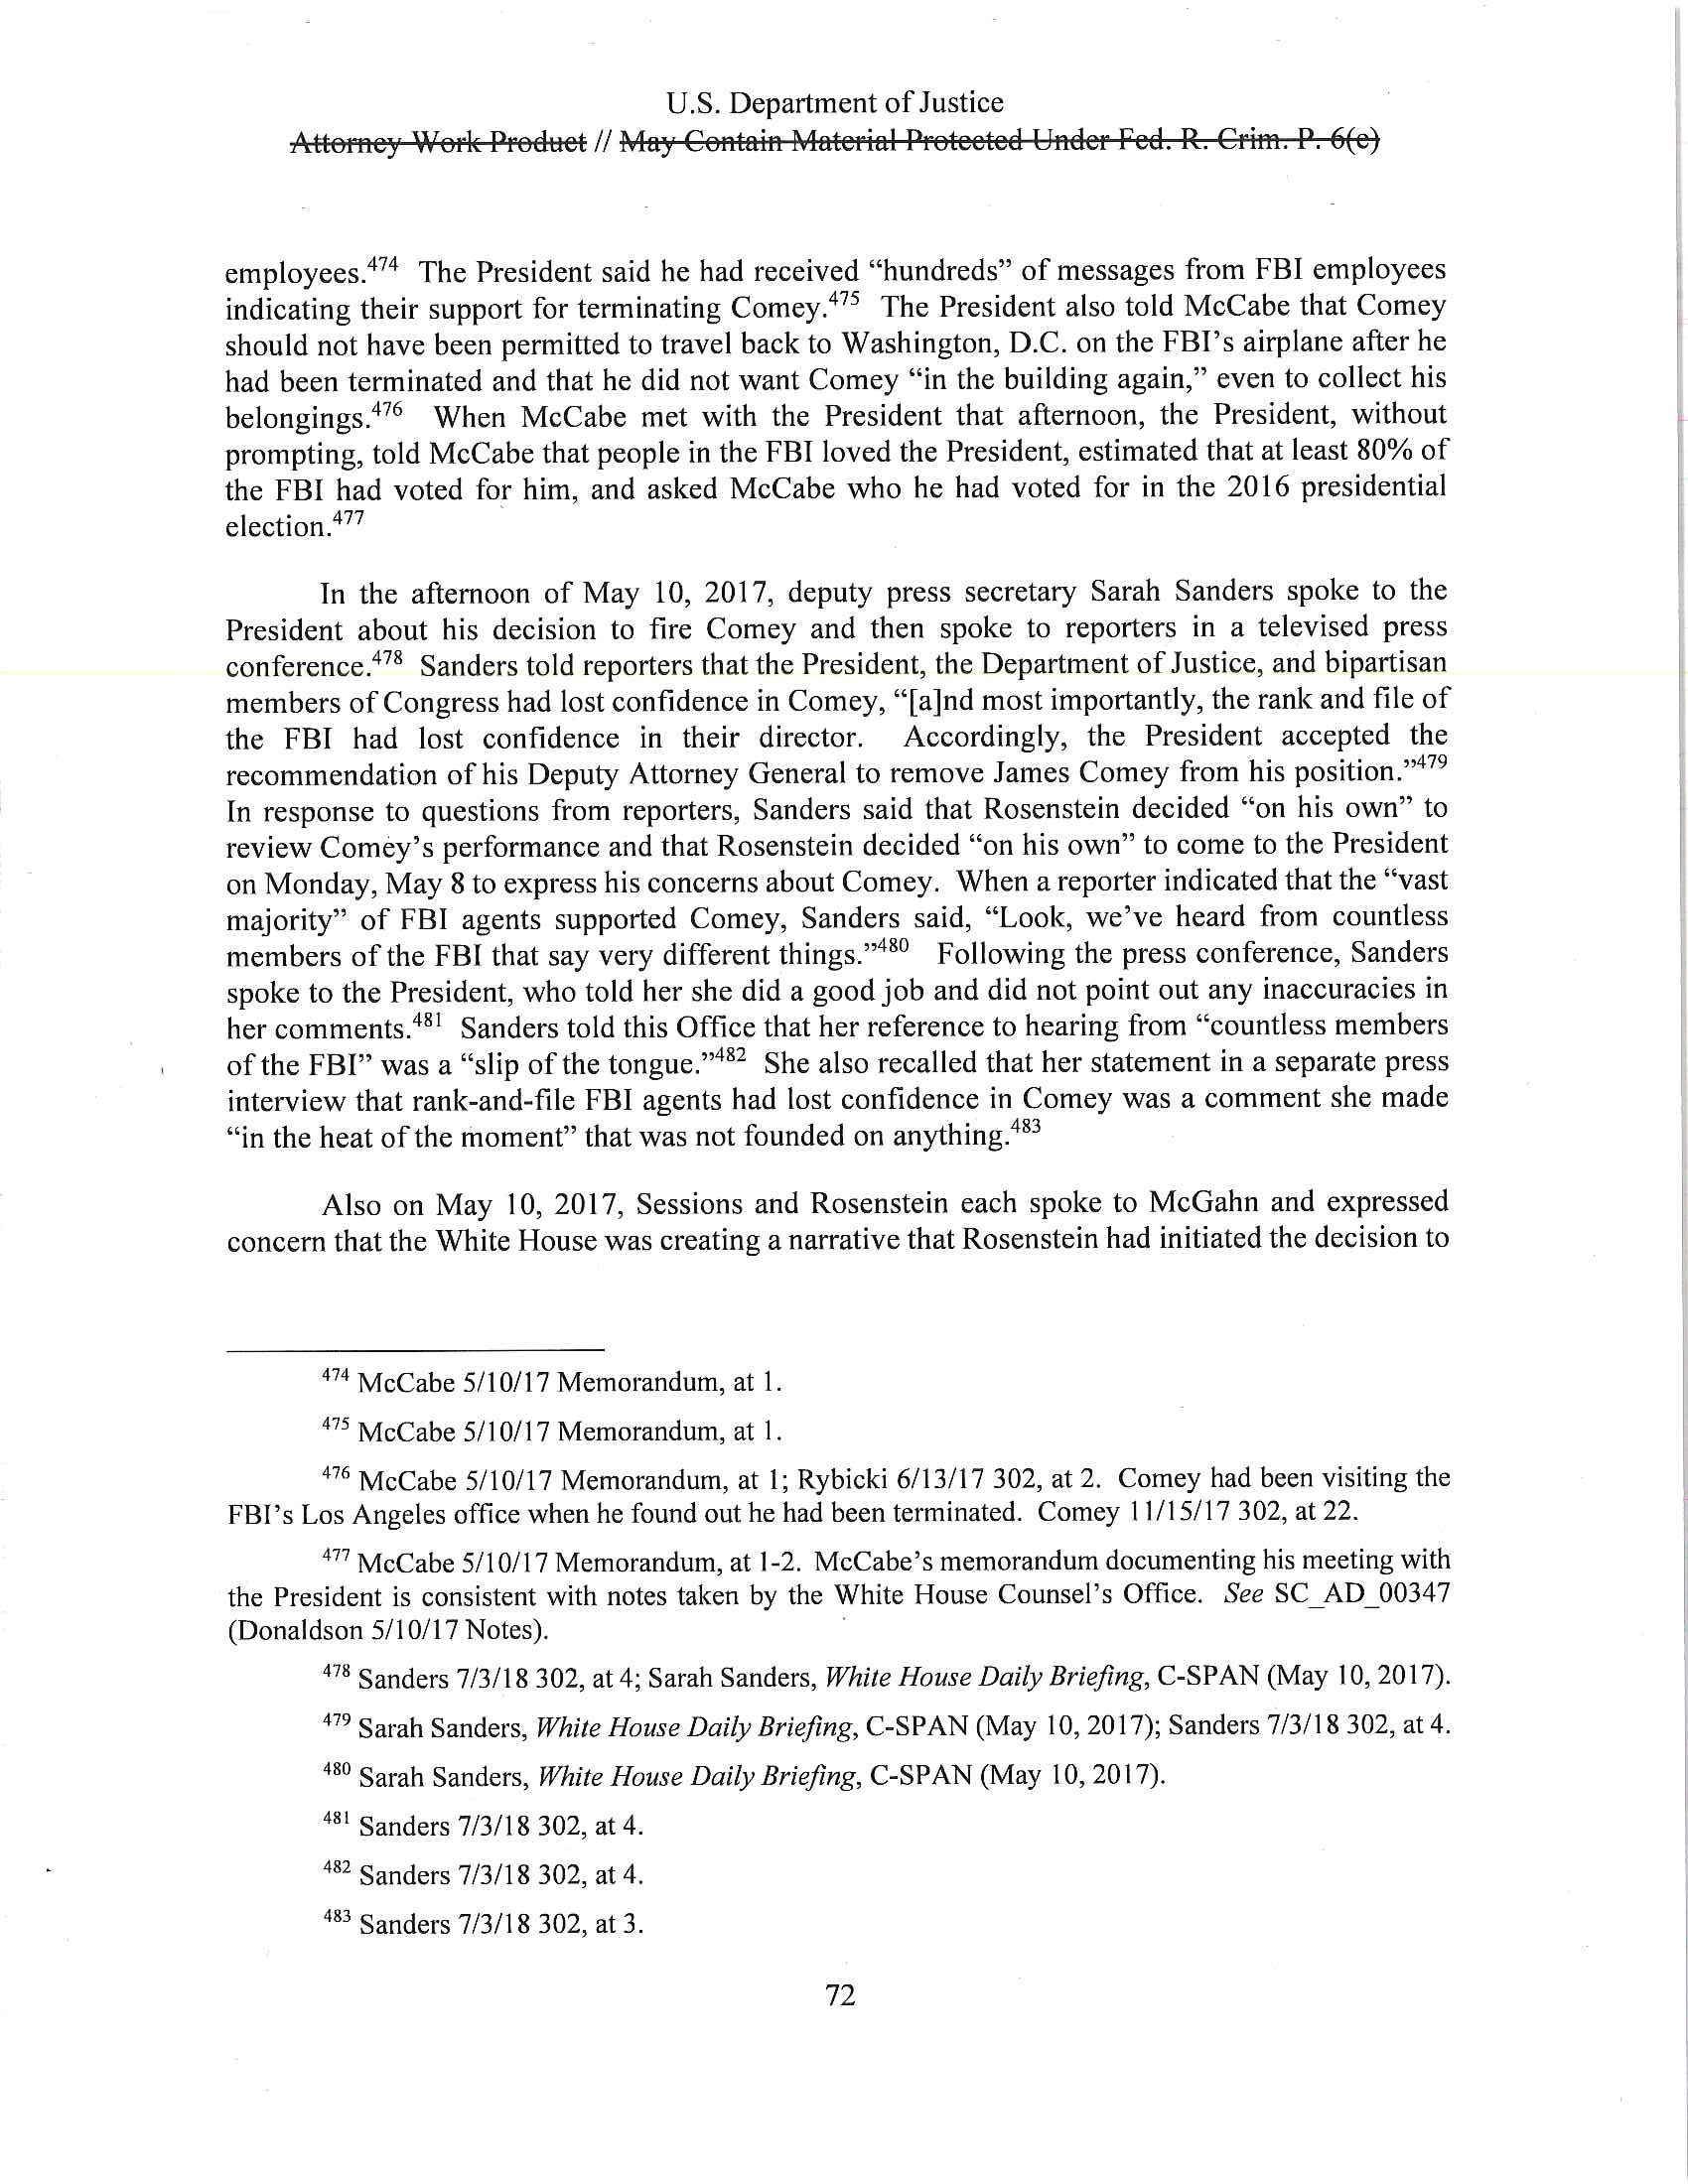 U.S. Department of Justice
Attorney Work Product // May Contain Material Protected Under Fed. R. Crim. P. 6(e)
employees.474 The President said he had received “hundreds” of messages from FBI employees
indicating their support for terminating Comey.475 The President also told McCabe that Comey
should not have been permitted to travel back to Washington, D.C. on the FBI’s airplane after he
had been terminated and that he did not want Comey “in the building again,” even to collect his
belongings.476 When McCabe met with the President that afternoon, the President, without
prompting, told McCabe that people in the FBI loved the President, estimated that at least 80% of
the FBI had voted for him, and asked McCabe who he had voted for in the 2016 presidential
election.477
In the afternoon of May 10, 2017, deputy press secretary Sarah Sanders spoke to the
President about his decision to fire Comey and then spoke to reporters in a televised press
conference.478 Sanders told reporters that the President, the Department of Justice, and bipartisan
members of Congress had lost confidence in Comey, “[a]nd most importantly, the rank and file of
the FBI had lost confidence in their director. Accordingly, the President accepted the
recommendation of his Deputy Attorney General to remove James Comey from his position.”479
In response to questions from reporters, Sanders said that Rosenstein decided “on his own” to
review Comey’s performance and that Rosenstein decided “on his own” to come to the President
on Monday, May 8 to express his concerns about Comey. When a reporter indicated that the “vast
majority” of FBI agents supported Comey, Sanders said, “Look, we’ve heard from countless
members of the FBI that say very different things.”480 Following the press conference, Sanders
spoke to the President, who told her she did a good job and did not point out any inaccuracies in
her comments.481 Sanders told this Office that her reference to hearing from “countless members
of the FBI” was a “slip of the tongue.”482 She also recalled that her statement in a separate press
interview that rank-and-file FBI agents had lost confidence in Comey was a comment she made
“in the heat of the moment” that was not founded on anything.483
Also on May 10, 2017, Sessions and Rosenstein each spoke to McGahn and expressed
concern that the White House was creating a narrative that Rosenstein had initiated the decision to
474 McCabe 5/10/17 Memorandum, at 1.
475 McCabe 5/10/17 Memorandum, at 1.
476 McCabe 5/10/17 Memorandum, at 1; Rybicki 6/13/17 302, at 2. Comey had been visiting the
FBI’s Los Angeles office when he found out he had been terminated. Comey 11/15/17 302, at 22.
477 McCabe 5/10/17 Memorandum, at 1-2. McCabe’s memorandum documenting his meeting with
the President is consistent with notes taken by the White House Counsel’s Office. See SC_AD_00347
(Donaldson 5/10/17 Notes).
478 Sanders 7/3/18 302, at 4; Sarah Sanders, White House Daily Briefing, C-SPAN (May 10, 2017).
479 Sarah Sanders, White House Daily Briefing, C-SPAN (May 10, 2017); Sanders 7/3/18 302, at 4.
480 Sarah Sanders, White House Daily Briefing, C-SPAN (May 10, 2017).
481 Sanders 7/3/18 302, at 4.
482 Sanders 7/3/18 302, at 4.
483 Sanders 7/3/18 302, at 3.
72